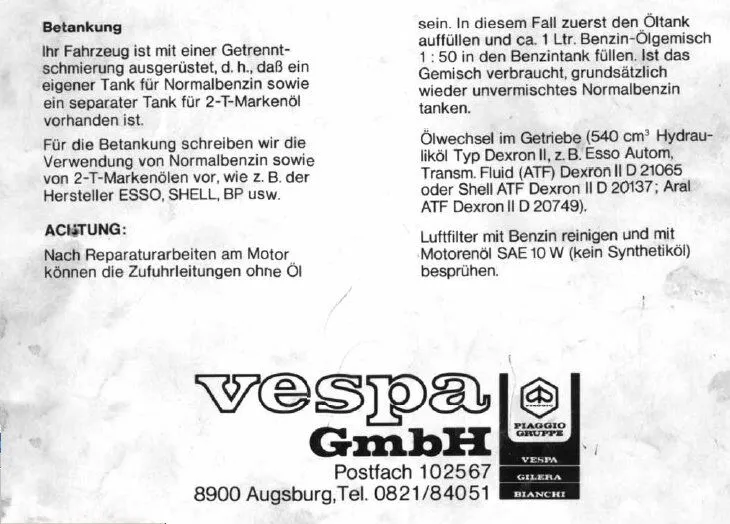 Betankung
Ihr Fahrzeug ist mit einer Getrennt-
schmierung ausgerüstet, d. h., daß ein
eigener Tank für Normalbenzin sowie
ein separater Tank für 2-T-Markenöl
vorhanden ist.
Für die Betankung schreiben wir die
Verwendung von Normalbenzin sowie
von 2-T-Markenölen vor, wie z. B. der
Hersteller ESSO, SHELL, BP usw.
ACHTUNG:
Nach Reparaturarbeiten am Motor
können die Zufuhrleitungen ohne Öl
sein. In diesem Fall zuerst den Öltank
auffüllen und ca. 1 Ltr. Benzin-Ölgemisch
1 : 50 in den Benzintank füllen. Ist das
Gemisch verbraucht, grundsätzlich
wieder unvermischtes Normalbenzin
tanken.
Ölwechsel im Getriebe (540 cm³ Hydrau-
liköl Typ Dexron II, z. B. Esso Autom,
Transm. Fluid (ATF) Dexron II D 21065
oder Shell ATF Dexron II D 20137; Aral
ATF Dexron II D 20749).
Luftfilter mit Benzin reinigen und mit
Motorenöl SAE 10 W (kein Synthetiköl)
besprühen.
vespa
GmbH
Postfach 102567
8900 Augsburg, Tel. 0821/84051
PIAGGIO
GRUPPE
VESPA
GILERA
BIANCHI